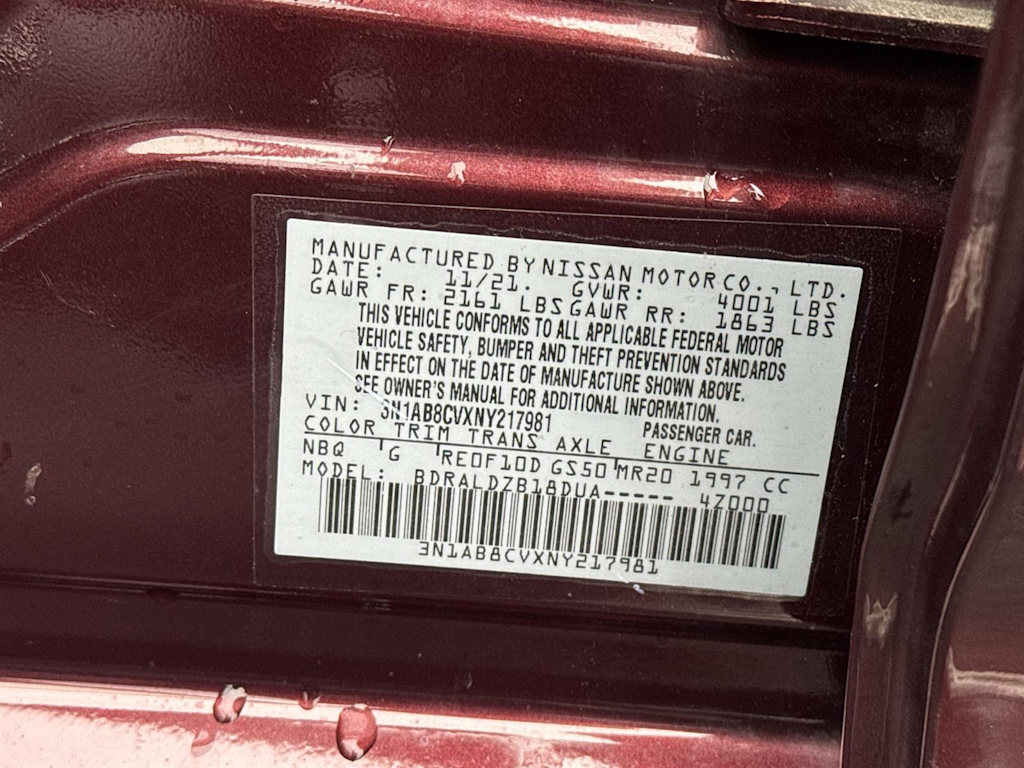 MANUFACTURED BY NISSAN MOTOR CO., LTD.
DATE: 11/21. GVWR: 4001 LBS
GAWR FR: 2161 LBS GAWR RR: 1863 LBS
THIS VEHICLE CONFORMS TO ALL APPLICABLE FEDERAL MOTOR
VEHICLE SAFETY, BUMPER AND THEFT PREVENTION STANDARDS
IN EFFECT ON THE DATE OF MANUFACTURE SHOWN ABOVE.
SEE OWNER'S MANUAL FOR ADDITIONAL INFORMATION.
VIN: 3N1AB8CVXNY217981 PASSENGER CAR.
COLOR TRIM TRANS AXLE ENGINE
NBQ G RE0F10D GS50 MR20 1997 CC
MODEL: BDRALDZB18DUA----- 4Z000
3N1AB8CVXNY217981